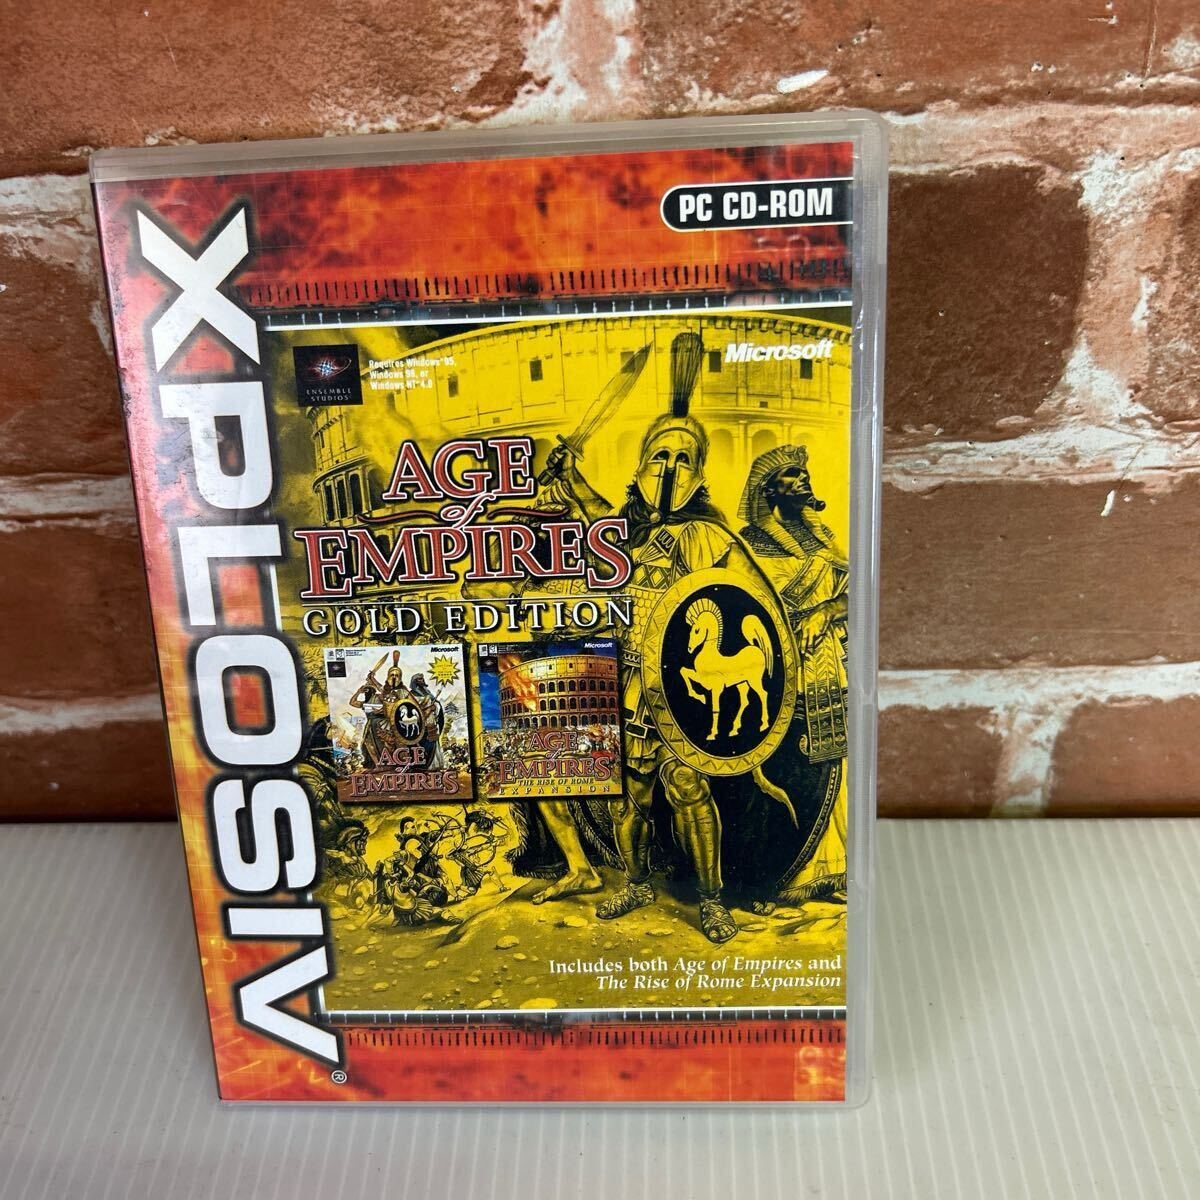 PC CD-ROM
XPLOSIV®
Microsoft
ENSEMBLE
STUDIOS
Requires Windows® 95,
Windows 98, or
Windows NT® 4.0
AGE
of
EMPIRES
GOLD EDITION
Microsoft
AGE
of
EMPIRES
Microsoft
AGE
of
EMPIRES
THE RISE OF ROME
EXPANSION
Includes both Age of Empires and
The Rise of Rome Expansion